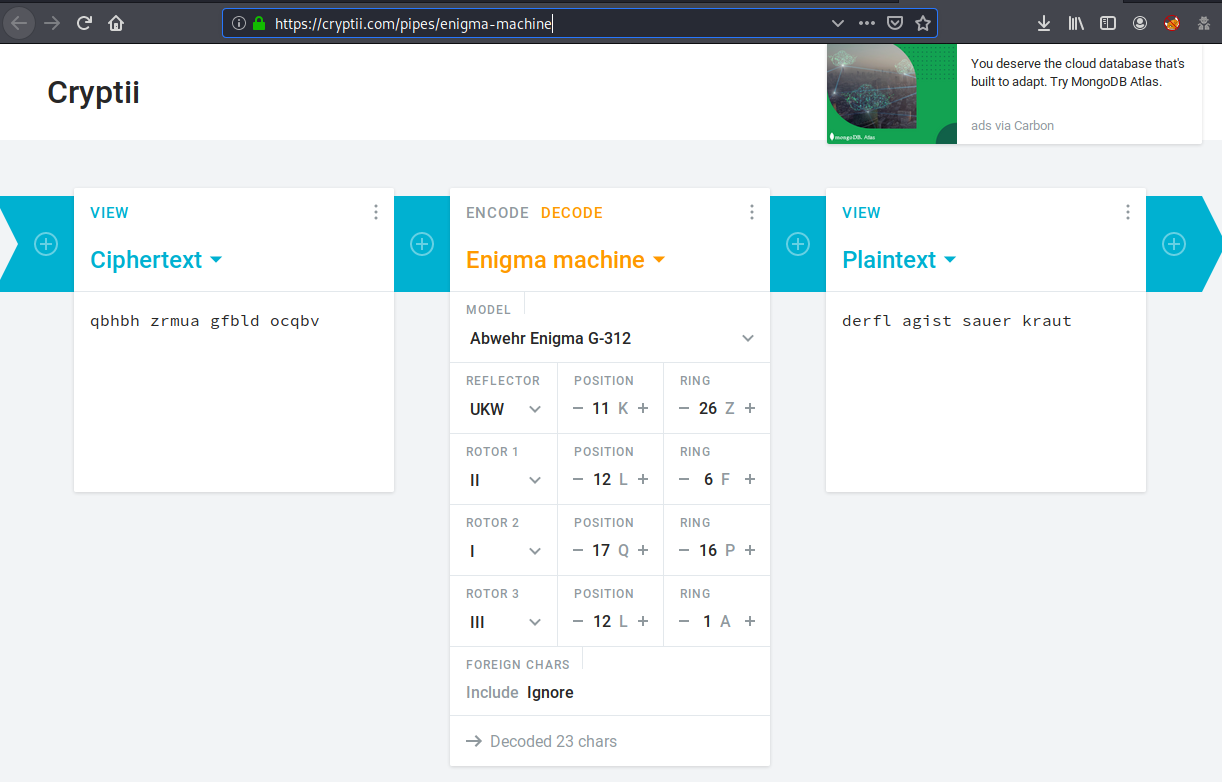 https://cryptii.com/pipes/enigma-machine
Cryptii
You deserve the cloud database that's
built to adapt. Try MongoDB Atlas.
ads via Carbon
mongoDB. Atlas
VIEW
Ciphertext
qbhbh zrmua gfbld ocqbv
ENCODE DECODE
Enigma machine
MODEL
Abwehr Enigma G-312
REFLECTOR POSITION RING
UKW − 11 K + − 26 Z +
ROTOR 1 POSITION RING
II − 12 L + − 6 F +
ROTOR 2 POSITION RING
I − 17 Q + − 16 P +
ROTOR 3 POSITION RING
III − 12 L + − 1 A +
FOREIGN CHARS
Include Ignore
→ Decoded 23 chars
VIEW
Plaintext
derfl agist sauer kraut